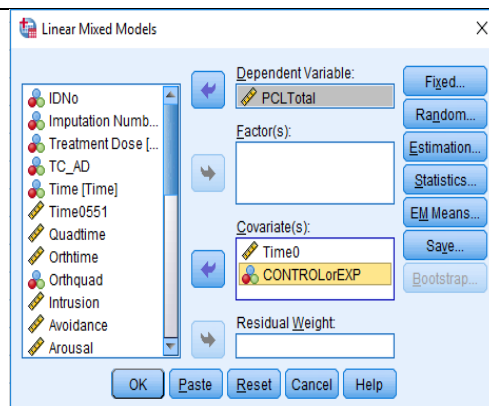 Linear Mixed Models
X
IDNo
Imputation Numb...
Treatment Dose [...
TC_AD
Time [Time]
Time0551
Quadtime
Orthtime
Orthquad
Intrusion
Avoidance
Arousal
Dependent Variable:
PCLTotal
Factor(s):
Covariate(s):
Time0
CONTROLorEXP
Residual Weight:
Fixed...
Random...
Estimation...
Statistics...
EM Means...
Save...
Bootstrap...
OK Paste Reset Cancel Help